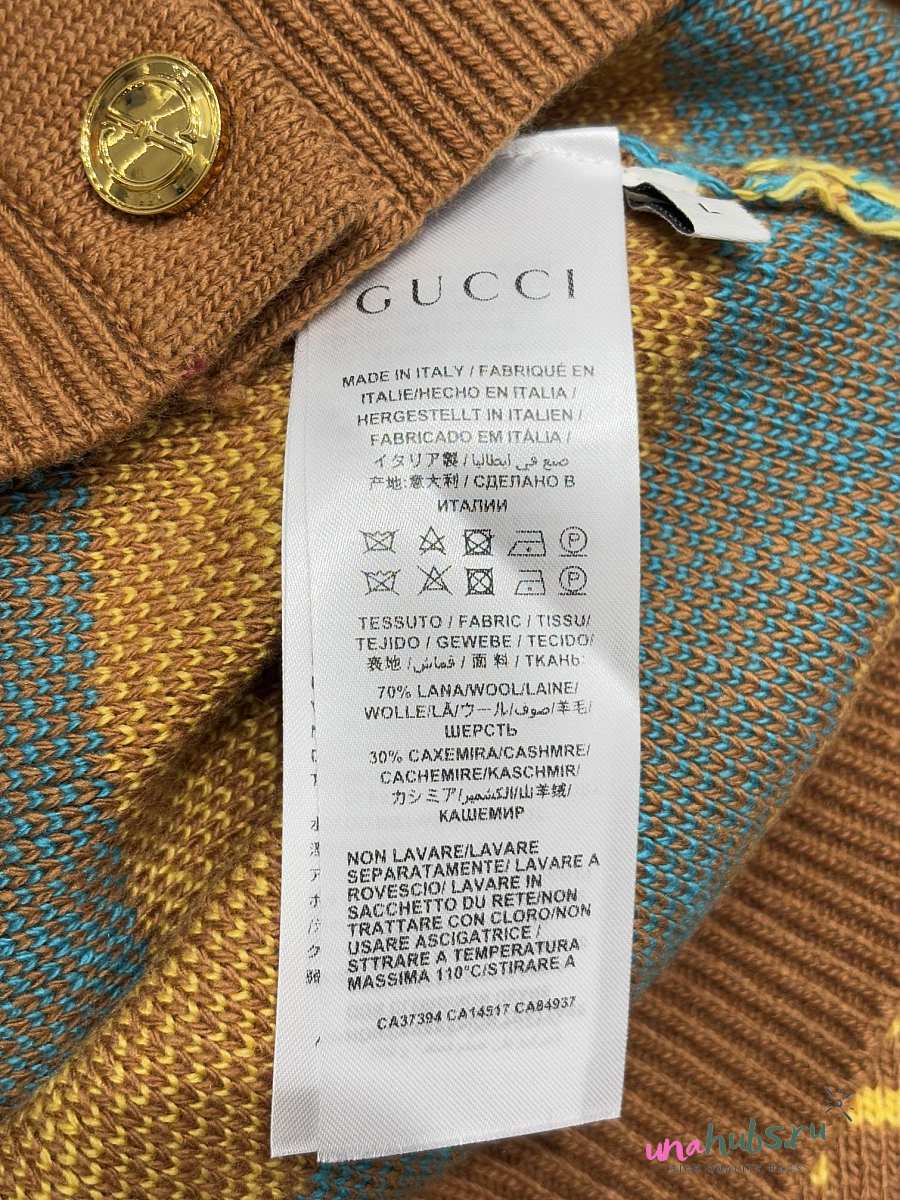 L
GUCCI
MADE IN ITALY / FABRIQUÉ EN
ITALIE/HECHO EN ITALIA /
HERGESTELLT IN ITALIEN /
FABRICADO EM ITÁLIA /
イタリア製 / صنع في ايطاليا
产地:意大利 / СДЕЛАНО В
ИТАЛИИ
P
P
TESSUTO / FABRIC / TISSU/
TEJIDO / GEWEBE / TECIDO/
表地 /قماش/ 面 料 / ТКАНЬ:
70% LANA/WOOL/LAINE/
WOLLE/LÃ/ウール/صوف/羊毛/
ШЕРСТЬ
30% CAXEMIRA/CASHMRE/
CACHEMIRE/KASCHMIR/
カシミア/الكشمير/山羊绒/
КАШЕМИР
NON LAVARE/LAVARE
SEPARATAMENTE/ LAVARE A
ROVESCIO/ LAVARE IN
SACCHETTO DU RETE/NON
TRATTARE CON CLORO/NON
USARE ASCIGATRICE /
STTRARE A TEMPERATURA
MASSIMA 110°C/STIRARE A
CA37394 CA14517 CA84937
unahubs.ru